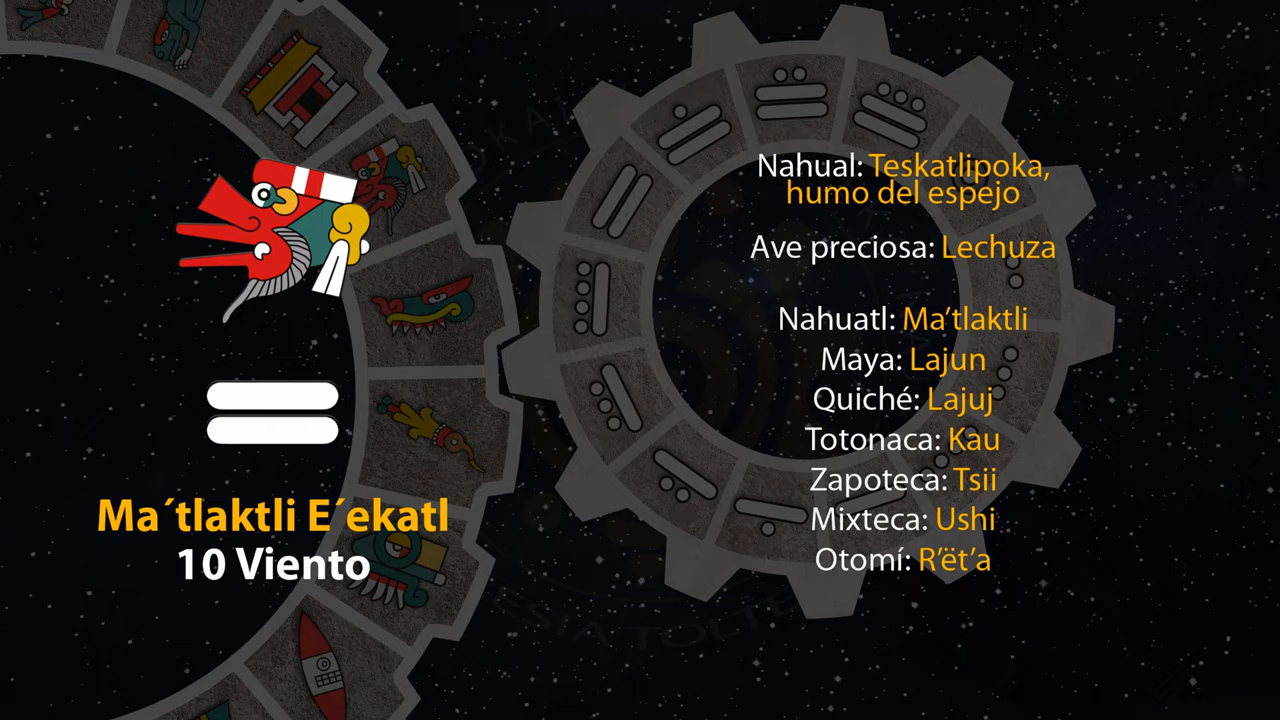 Ma´tlaktli E´ekatl
10 Viento
Nahual: Teskatlipoka,
humo del espejo
Ave preciosa: Lechuza
Nahuatl: Ma’tlaktli
Maya: Lajun
Quiché: Lajuj
Totonaca: Kau
Zapoteca: Tsii
Mixteca: Ushi
Otomí: R’ët’a